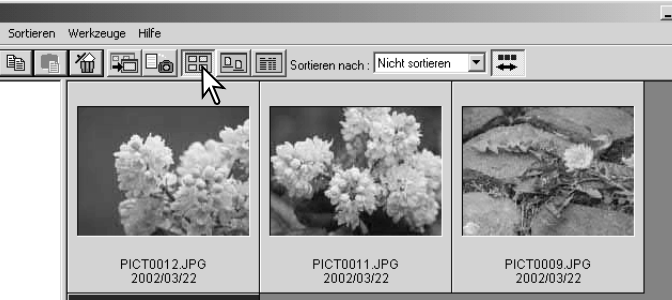 Sortieren Werkzeuge Hilfe
Sortieren nach : Nicht sortieren
PICT0012.JPG PICT0011.JPG PICT0009.JPG
2002/03/22 2002/03/22 2002/03/22